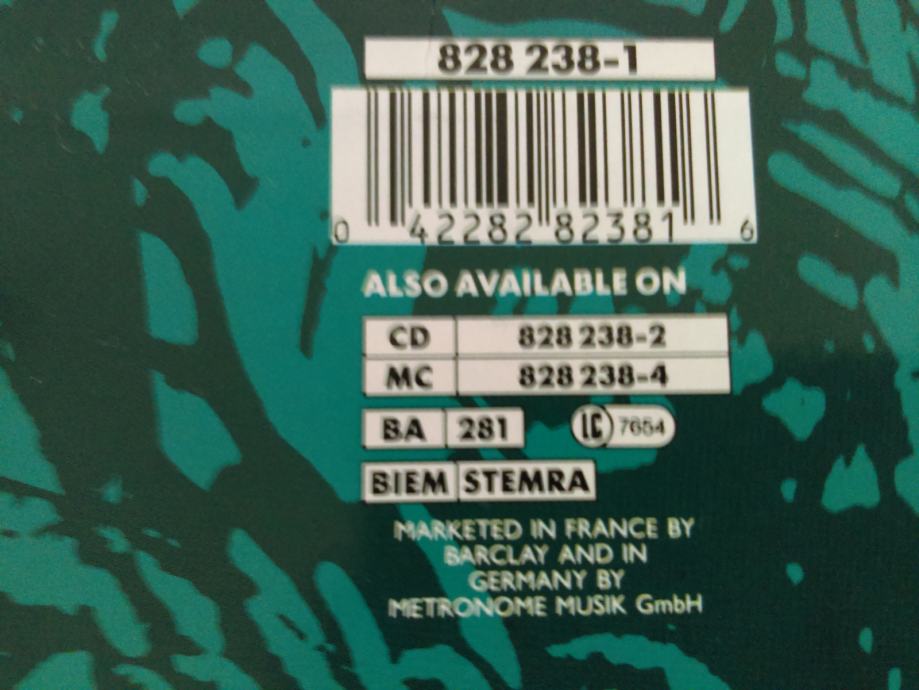 828 238-1
0 42282 82381 6
ALSO AVAILABLE ON
CD 828 238-2
MC 828 238-4
BA 281 LC 7654
BIEM STEMRA
MARKETED IN FRANCE BY
BARCLAY AND IN
GERMANY BY
METRONOME MUSIK GmbH